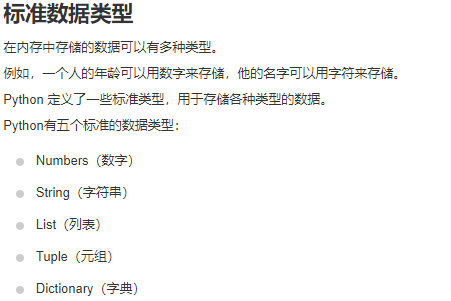 标准数据类型
在内存中存储的数据可以有多种类型。
例如，一个人的年龄可以用数字来存储，他的名字可以用字符来存储。
Python 定义了一些标准类型，用于存储各种类型的数据。
Python有五个标准的数据类型：
Numbers（数字）
String（字符串）
List（列表）
Tuple（元组）
Dictionary（字典）